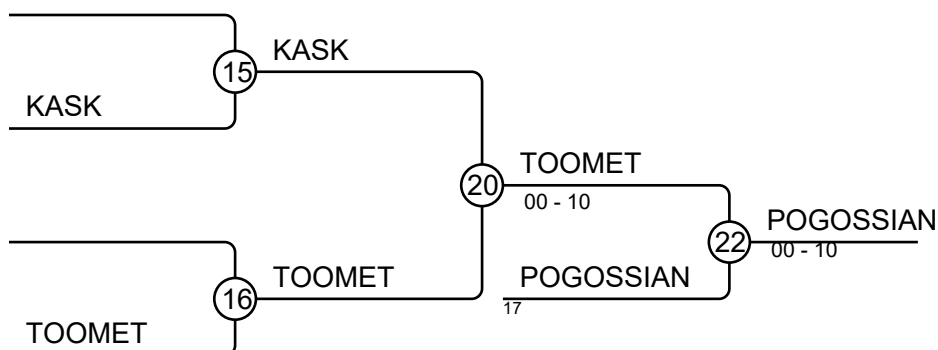 KASK
15
KASK
TOOMET
20
00 - 10
POGOSSIAN
22
00 - 10
TOOMET
POGOSSIAN
16
17
TOOMET